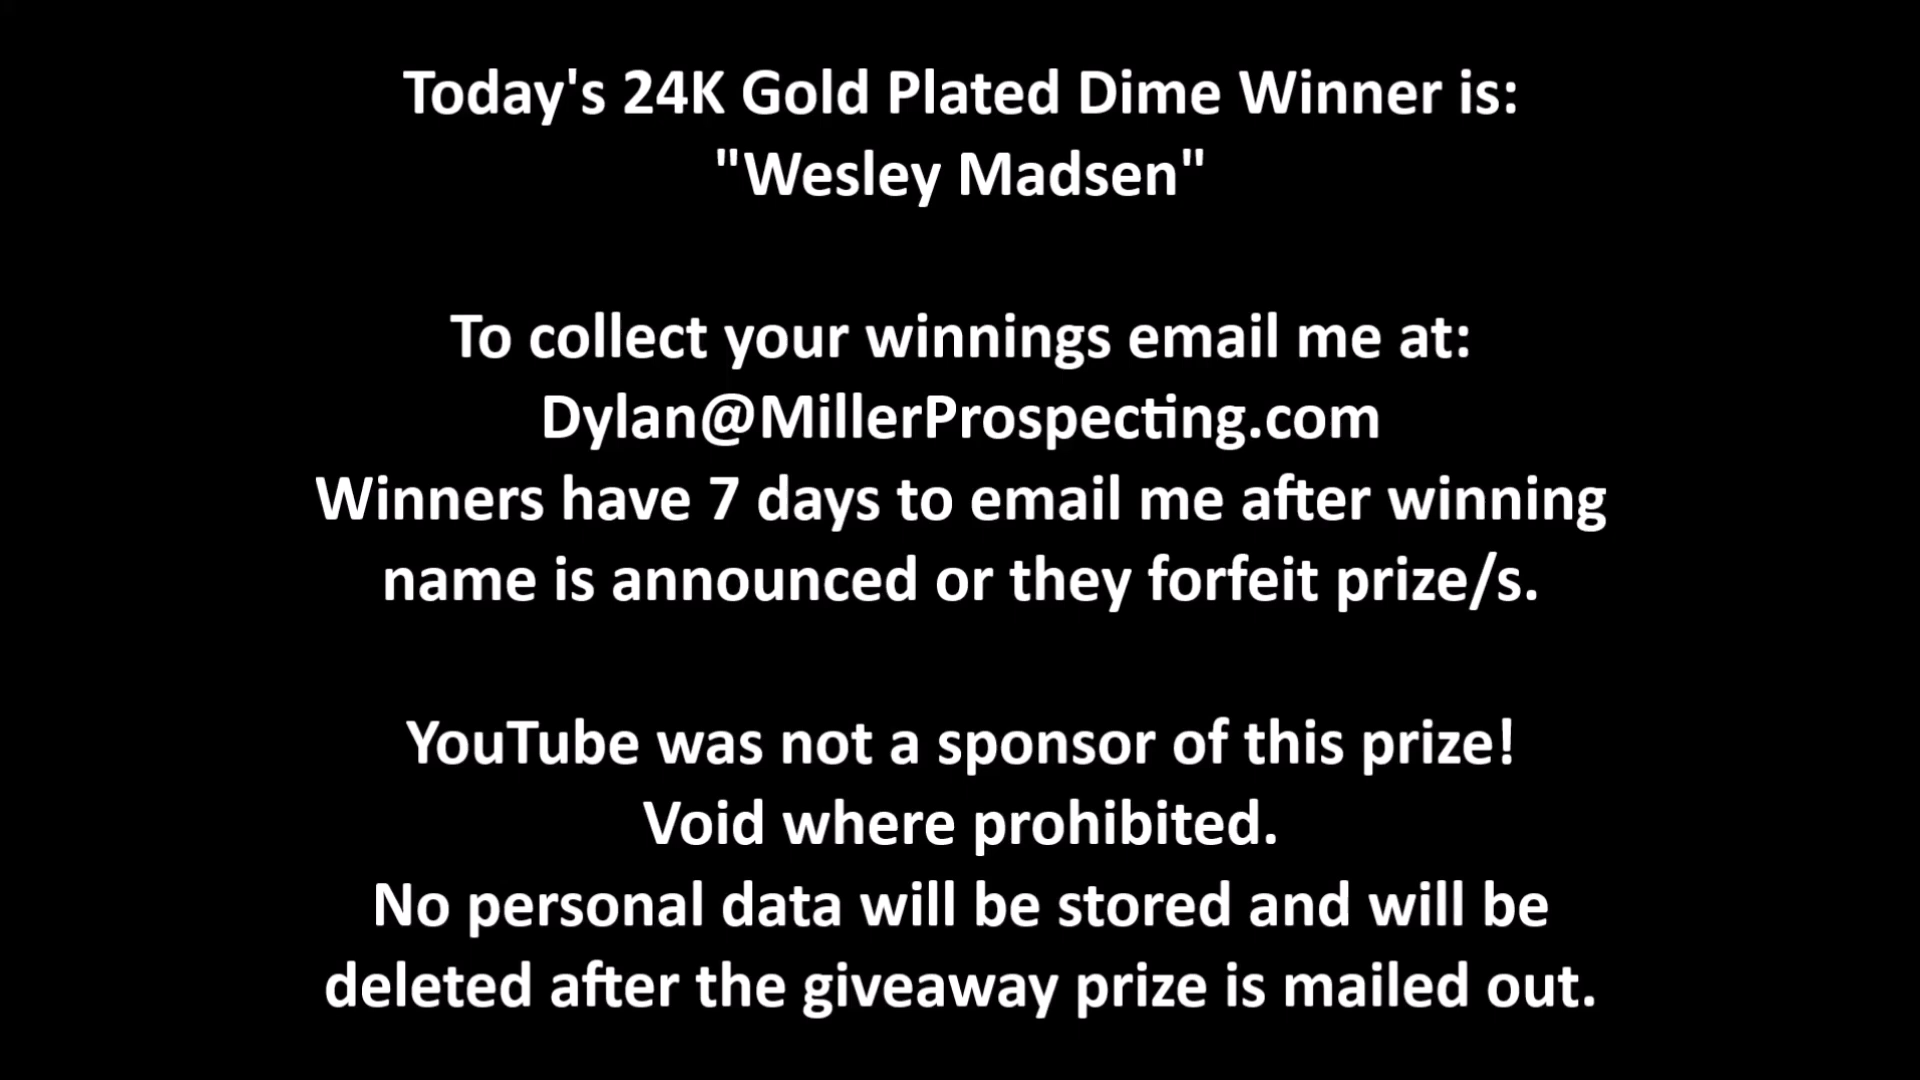 Today's 24K Gold Plated Dime Winner is:
"Wesley Madsen"
To collect your winnings email me at:
Dylan@MillerProspecting.com
Winners have 7 days to email me after winning
name is announced or they forfeit prize/s.
YouTube was not a sponsor of this prize!
Void where prohibited.
No personal data will be stored and will be
deleted after the giveaway prize is mailed out.